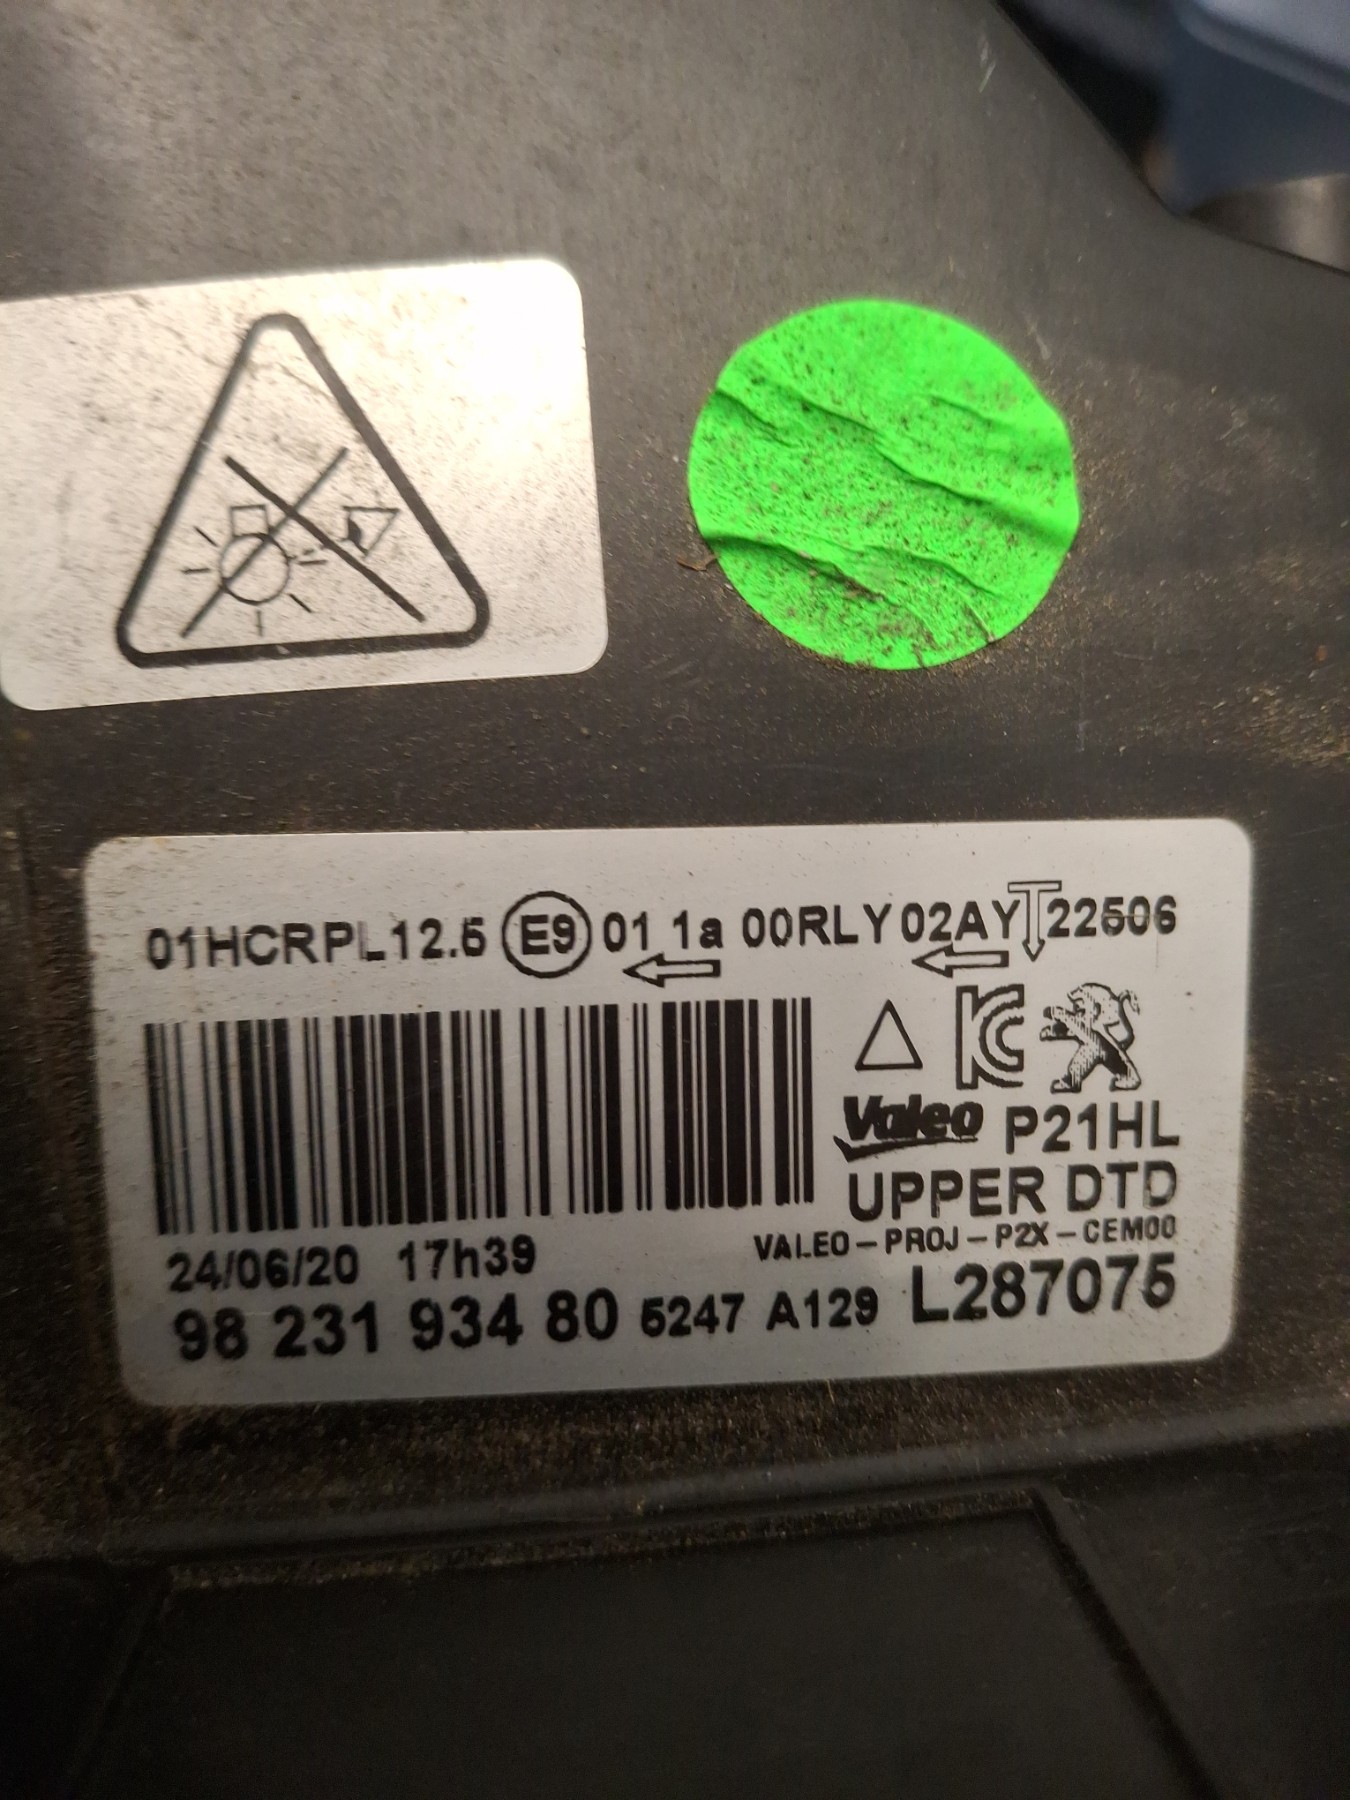 01HCRPL12.5 E9 01 1a 00RLY 02AY 22506
KC
Valeo P21HL
UPPER DTD
VALEO-PROJ-P2X-CEM00
24/06/20 17h39
98 231 934 80 5247 A129 L287075